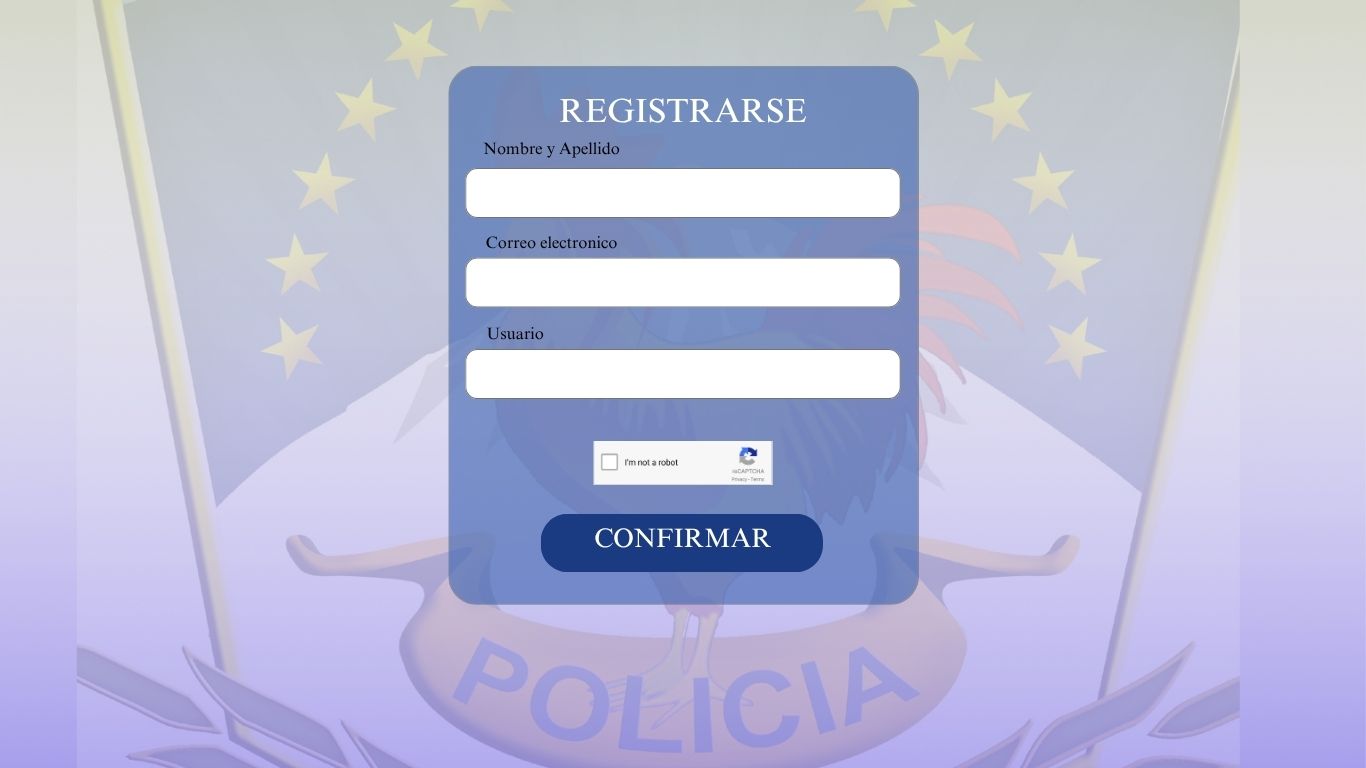 REGISTRARSE
Nombre y Apellido
Correo electronico
Usuario
I'm not a robot
reCAPTCHA
Privacy - Terms
CONFIRMAR
POLICIA